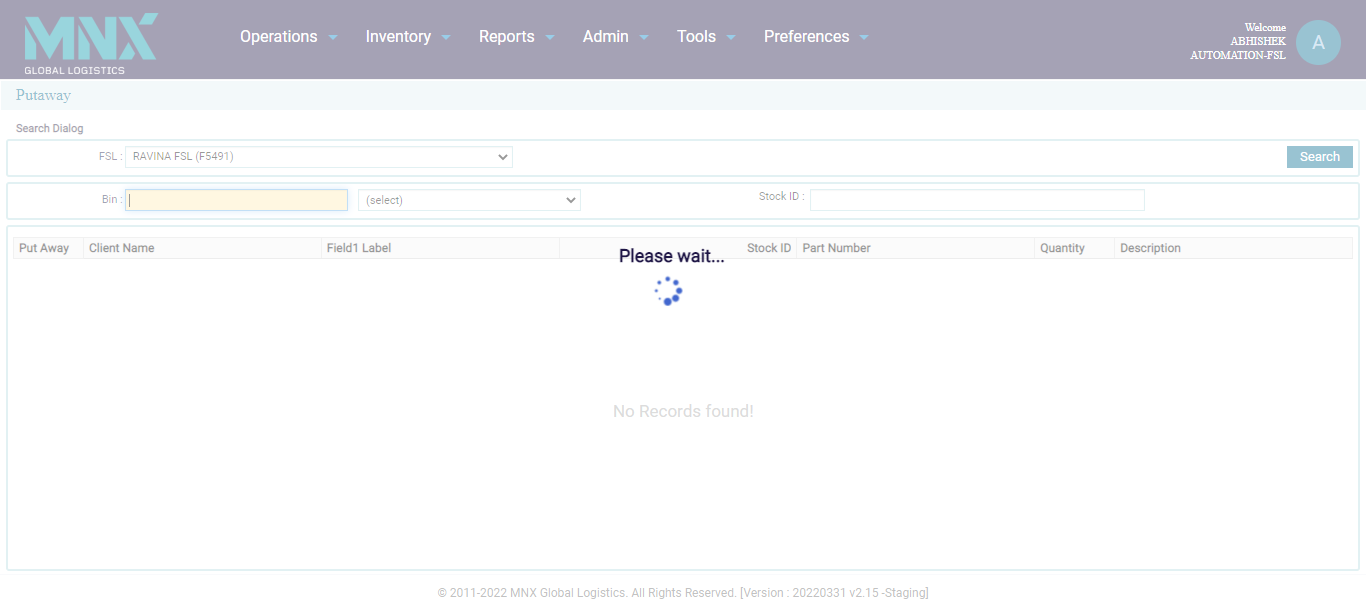 MNX
GLOBAL LOGISTICS
Operations Inventory Reports Admin Tools Preferences
Welcome
ABHISHEK
AUTOMATION-FSL
A
Putaway
Search Dialog
FSL : RAVINA FSL (F5491) Search
Bin : (select) Stock ID :
Put Away Client Name Field1 Label Stock ID Part Number Quantity Description
Please wait...
No Records found!
© 2011-2022 MNX Global Logistics. All Rights Reserved. [Version : 20220331 v2.15 -Staging]